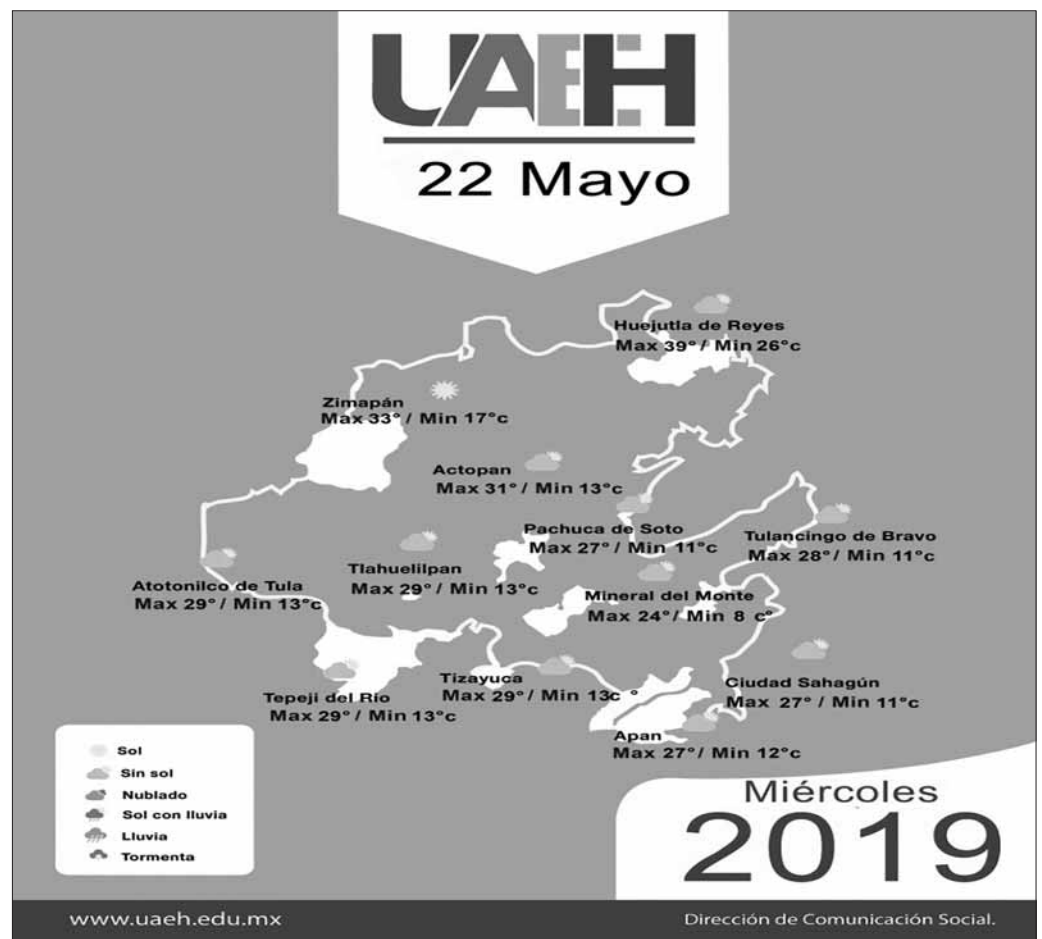 UAEH
22 Mayo
Huejutla de Reyes
Max 39° / Min 26°c
Zimapán
Max 33° / Min 17°c
Actopan
Max 31° / Min 13°c
Pachuca de Soto
Max 27° / Min 11°c
Tulancingo de Bravo
Max 28° / Min 11°c
Tlahuelilpan
Max 29° / Min 13°c
Atotonilco de Tula
Max 29° / Min 13°c
Mineral del Monte
Max 24° / Min 8 c°
Tizayuca
Max 29° / Min 13c °
Ciudad Sahagún
Max 27° / Min 11°c
Tepeji del Río
Max 29° / Min 13°c
Apan
Max 27° / Min 12°c
Sol
Sin sol
Nublado
Sol con lluvia
Lluvia
Tormenta
Miércoles
2019
www.uaeh.edu.mx
Dirección de Comunicación Social.